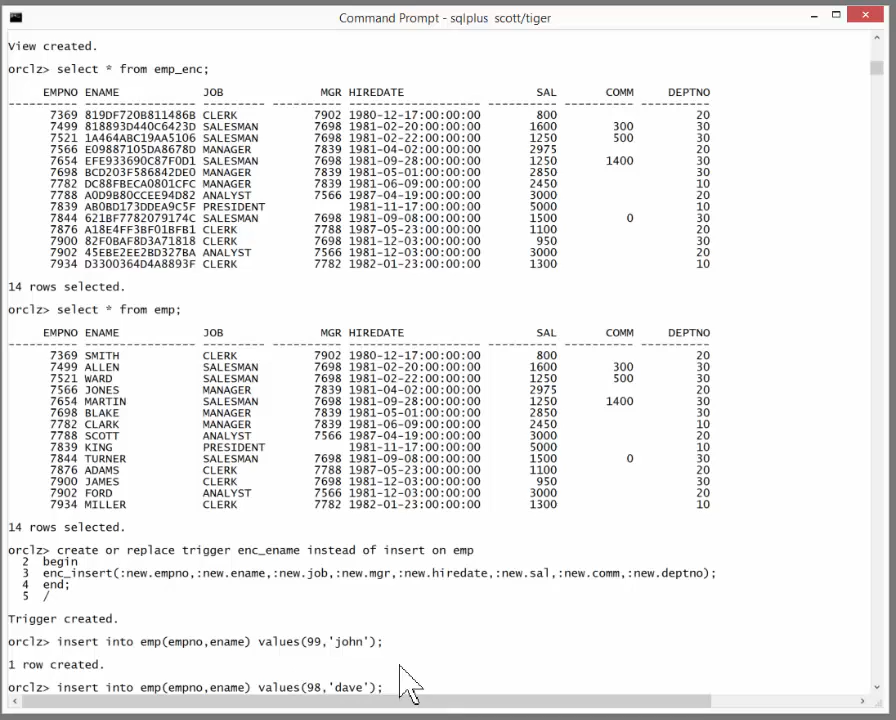 Command Prompt - sqlplus scott/tiger
View created.
orclz> select * from emp_enc;
EMPNO ENAME JOB MGR HIREDATE SAL COMM DEPTNO
---------- ---------------- --------- ---------- ------------------- ---------- ---------- ----------
7369 819DF720B811486B CLERK 7902 1980-12-17:00:00:00 800 20
7499 818893D440C6423D SALESMAN 7698 1981-02-20:00:00:00 1600 300 30
7521 1A464ABC19AA5106 SALESMAN 7698 1981-02-22:00:00:00 1250 500 30
7566 E09887105DA8678D MANAGER 7839 1981-04-02:00:00:00 2975 20
7654 EFE933690C87F0D1 SALESMAN 7698 1981-09-28:00:00:00 1250 1400 30
7698 BCD203F586842DE0 MANAGER 7839 1981-05-01:00:00:00 2850 30
7782 DC88FBECA0801CFC MANAGER 7839 1981-06-09:00:00:00 2450 10
7788 A0D9B80CCEE94D82 ANALYST 7566 1987-04-19:00:00:00 3000 20
7839 AB0BD173DDEA9C5F PRESIDENT 1981-11-17:00:00:00 5000 10
7844 621BF7782079174C SALESMAN 7698 1981-09-08:00:00:00 1500 0 30
7876 A18E4FF3BF01BFB1 CLERK 7788 1987-05-23:00:00:00 1100 20
7900 82F0BAF8D3A71818 CLERK 7698 1981-12-03:00:00:00 950 30
7902 45EBE2EE2BD327BA ANALYST 7566 1981-12-03:00:00:00 3000 20
7934 D3300364D4A8893F CLERK 7782 1982-01-23:00:00:00 1300 10
14 rows selected.
orclz> select * from emp;
EMPNO ENAME JOB MGR HIREDATE SAL COMM DEPTNO
---------- ---------------- --------- ---------- ------------------- ---------- ---------- ----------
7369 SMITH CLERK 7902 1980-12-17:00:00:00 800 20
7499 ALLEN SALESMAN 7698 1981-02-20:00:00:00 1600 300 30
7521 WARD SALESMAN 7698 1981-02-22:00:00:00 1250 500 30
7566 JONES MANAGER 7839 1981-04-02:00:00:00 2975 20
7654 MARTIN SALESMAN 7698 1981-09-28:00:00:00 1250 1400 30
7698 BLAKE MANAGER 7839 1981-05-01:00:00:00 2850 30
7782 CLARK MANAGER 7839 1981-06-09:00:00:00 2450 10
7788 SCOTT ANALYST 7566 1987-04-19:00:00:00 3000 20
7839 KING PRESIDENT 1981-11-17:00:00:00 5000 10
7844 TURNER SALESMAN 7698 1981-09-08:00:00:00 1500 0 30
7876 ADAMS CLERK 7788 1987-05-23:00:00:00 1100 20
7900 JAMES CLERK 7698 1981-12-03:00:00:00 950 30
7902 FORD ANALYST 7566 1981-12-03:00:00:00 3000 20
7934 MILLER CLERK 7782 1982-01-23:00:00:00 1300 10
14 rows selected.
orclz> create or replace trigger enc_ename instead of insert on emp
2 begin
3 enc_insert(:new.empno,:new.ename,:new.job,:new.mgr,:new.hiredate,:new.sal,:new.comm,:new.deptno);
4 end;
5 /
Trigger created.
orclz> insert into emp(empno,ename) values(99,'john');
1 row created.
orclz> insert into emp(empno,ename) values(98,'dave');